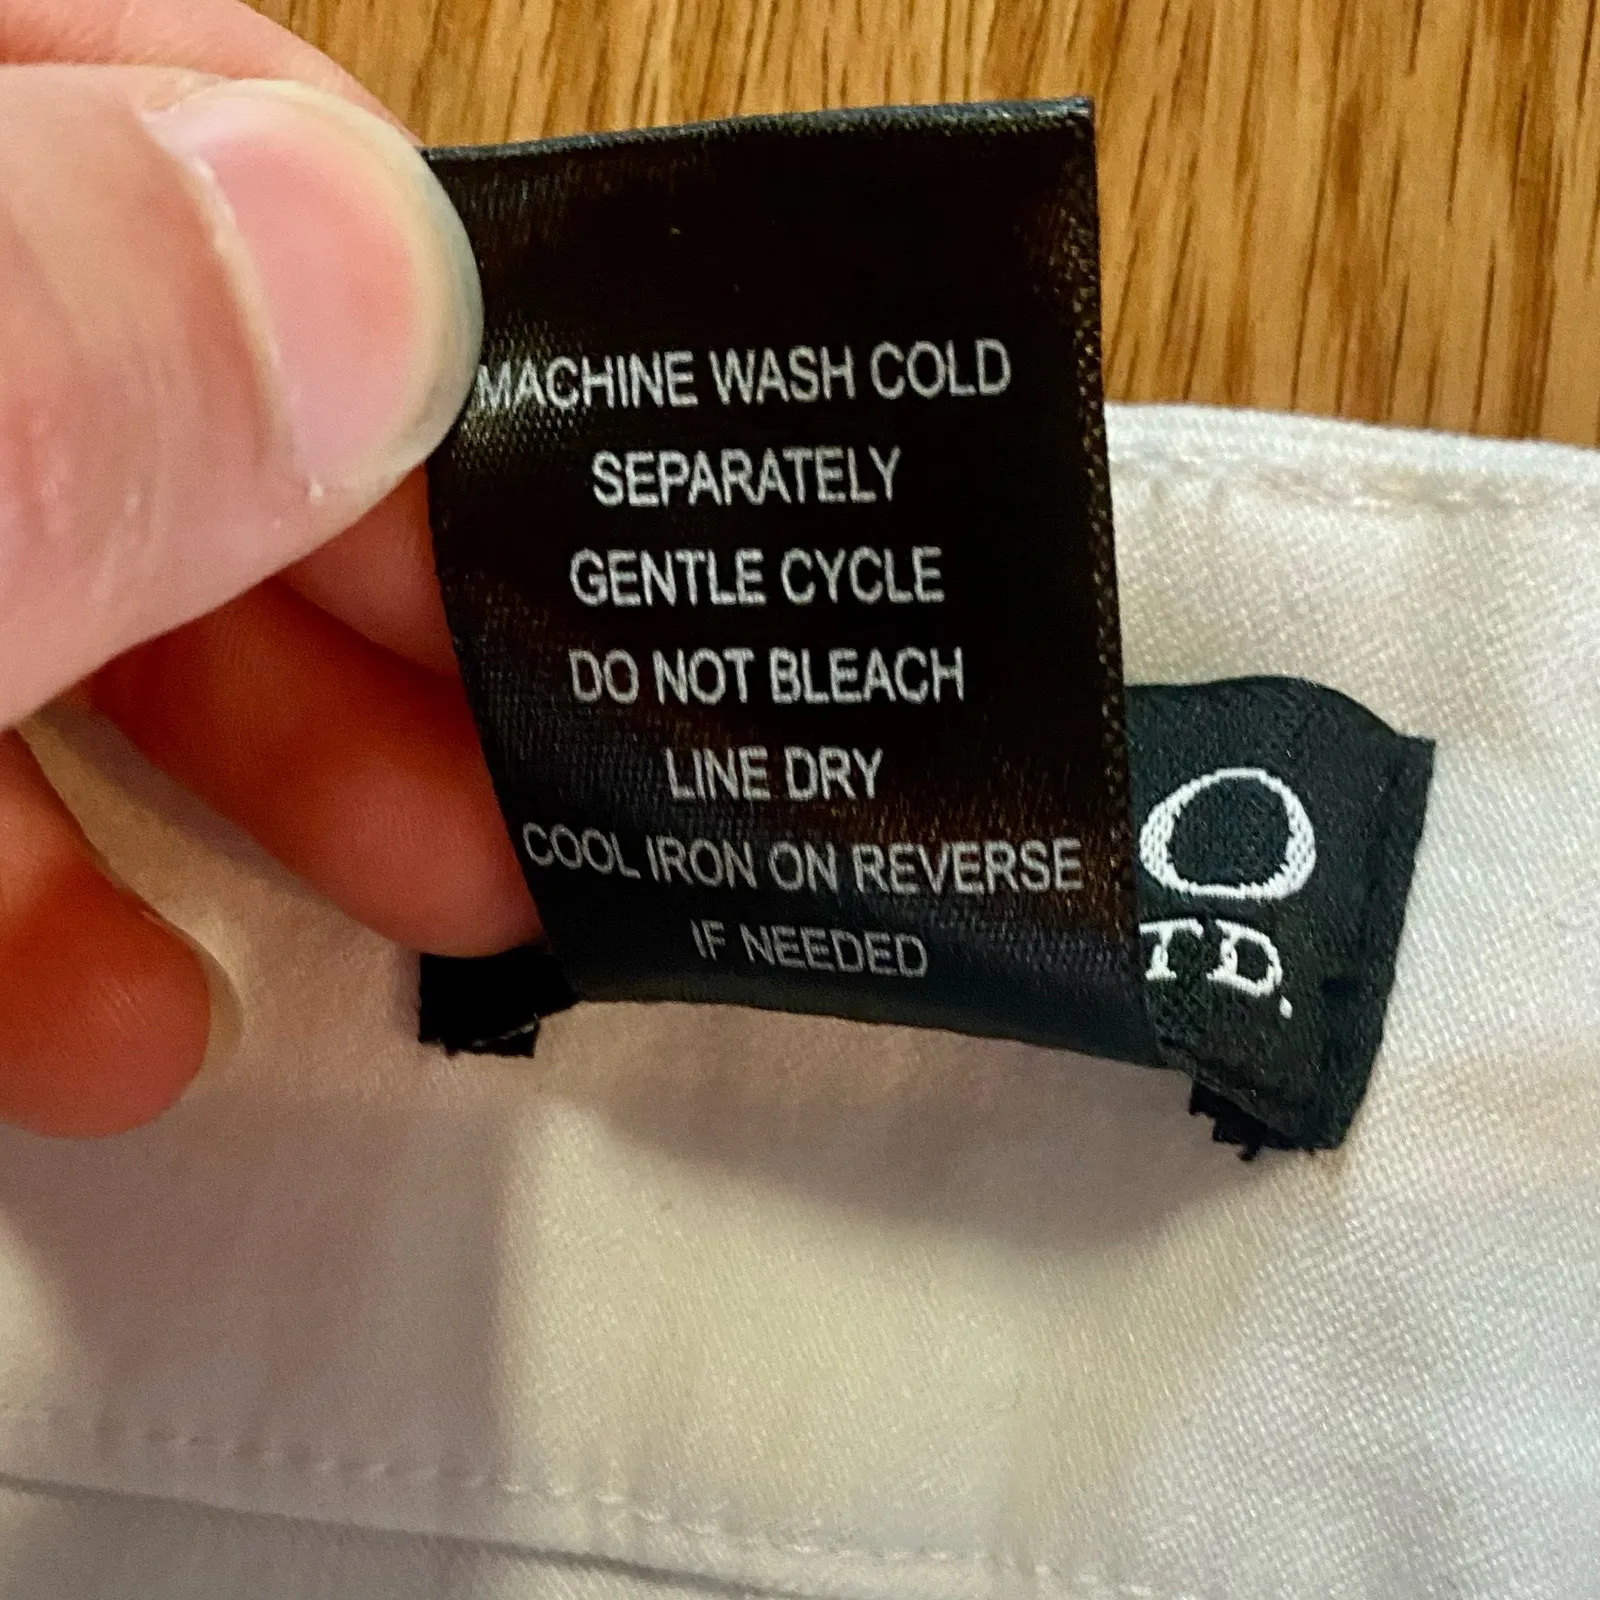 MACHINE WASH COLD
SEPARATELY
GENTLE CYCLE
DO NOT BLEACH
LINE DRY
COOL IRON ON REVERSE
IF NEEDED
O
TD.